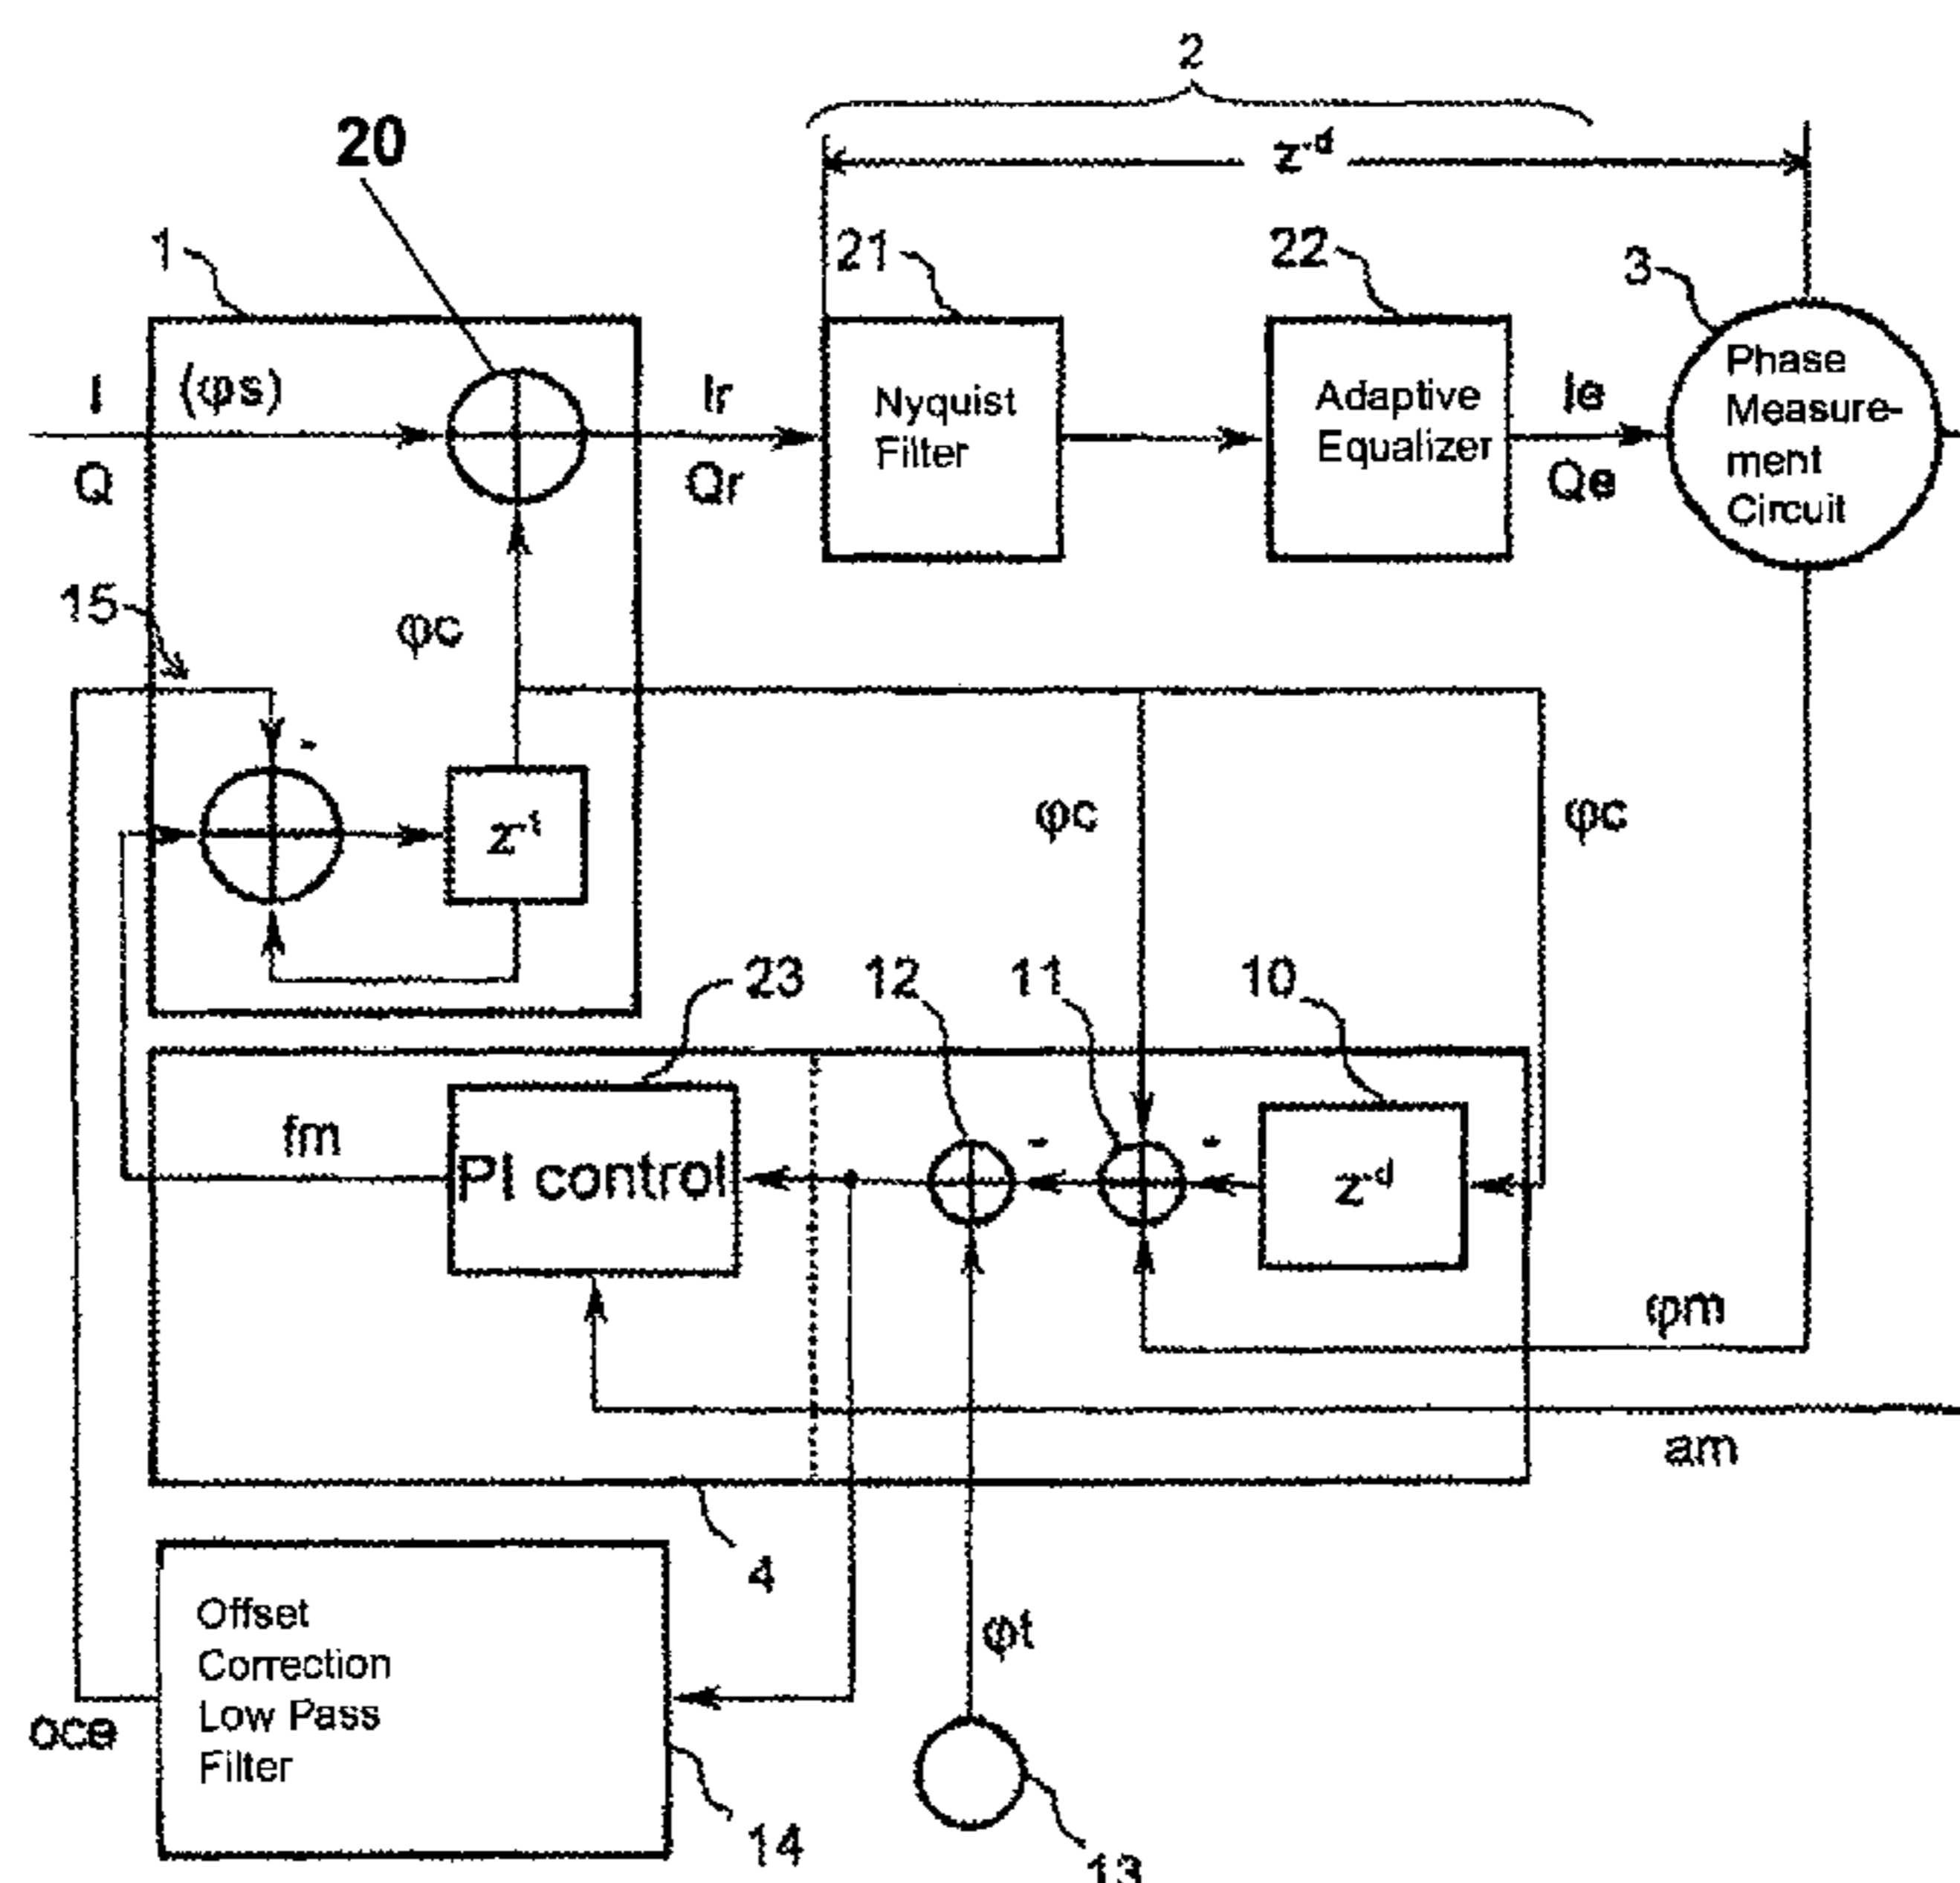 2
z⁻ᵈ
20
1
21
22
3
I
(φs)
Q
Ir
Qr
Nyquist
Filter
Adaptive
Equalizer
Ie
Qe
Phase
Measure-
ment
Circuit
15
φc
-
z⁻¹
φc
φc
23
12
11
10
fm
PI control
-
-
z⁻ᵈ
φm
am
4
Offset
Correction
Low Pass
Filter
φt
oce
14
13